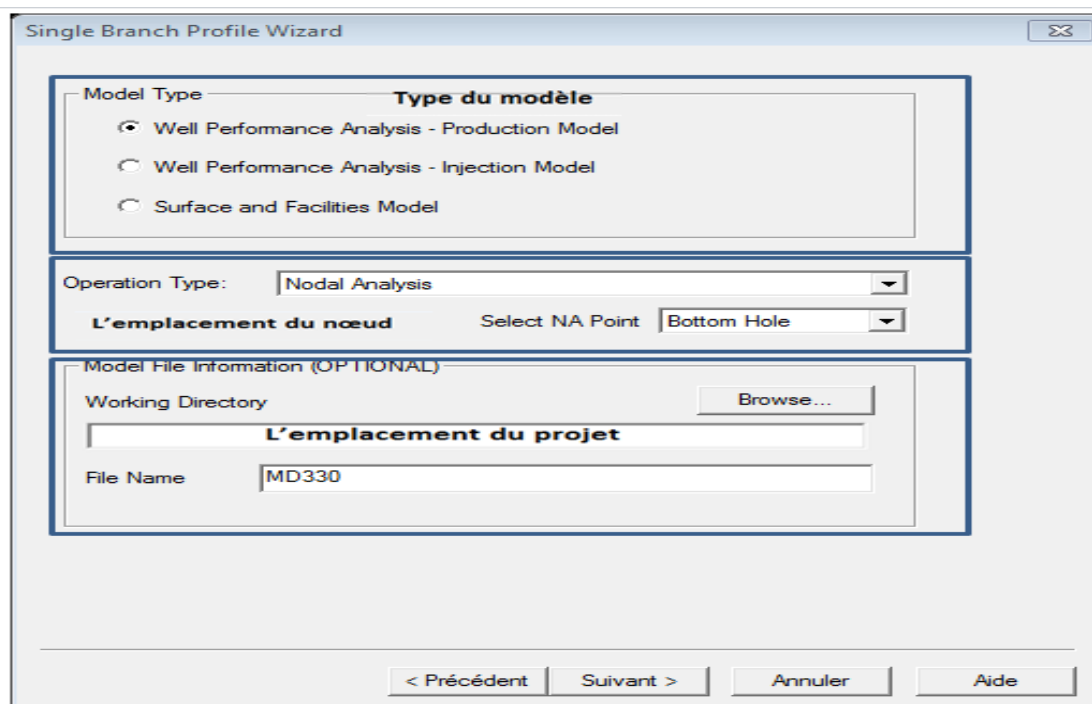 Single Branch Profile Wizard
Model Type
Type du modèle
Well Performance Analysis - Production Model
Well Performance Analysis - Injection Model
Surface and Facilities Model
Operation Type: Nodal Analysis
L'emplacement du nœud Select NA Point Bottom Hole
Model File Information (OPTIONAL)
Working Directory Browse...
L'emplacement du projet
File Name MD330
< Précédent Suivant > Annuler Aide